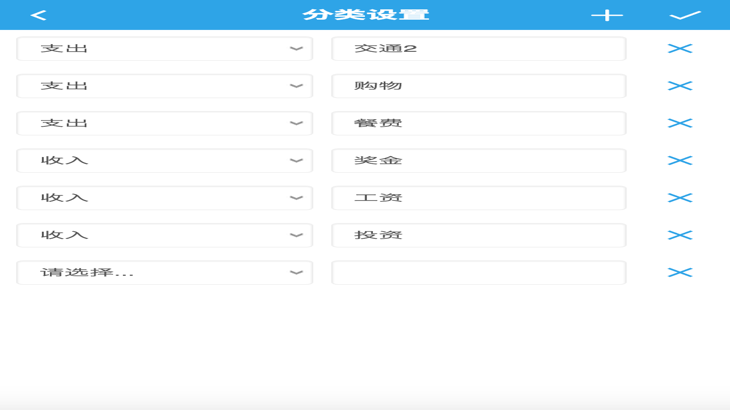 分类设置
支出 交通2
支出 购物
支出 餐费
收入 奖金
收入 工资
收入 投资
请选择...